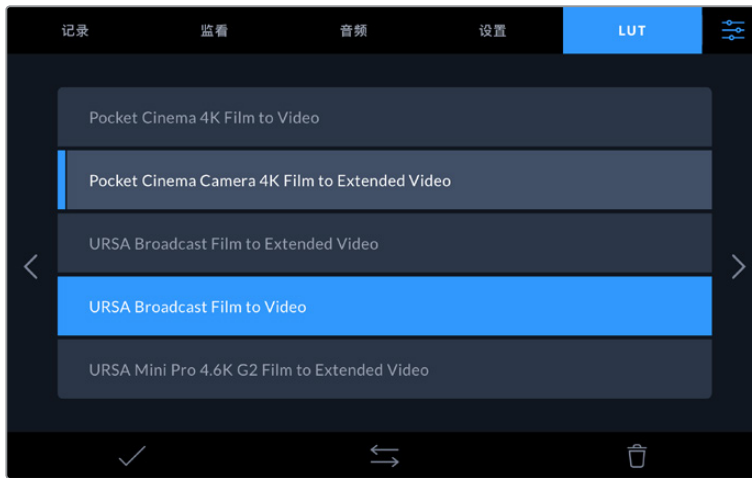 记录
监看
音频
设置
LUT
Pocket Cinema 4K Film to Video
Pocket Cinema Camera 4K Film to Extended Video
URSA Broadcast Film to Extended Video
URSA Broadcast Film to Video
URSA Mini Pro 4.6K G2 Film to Extended Video